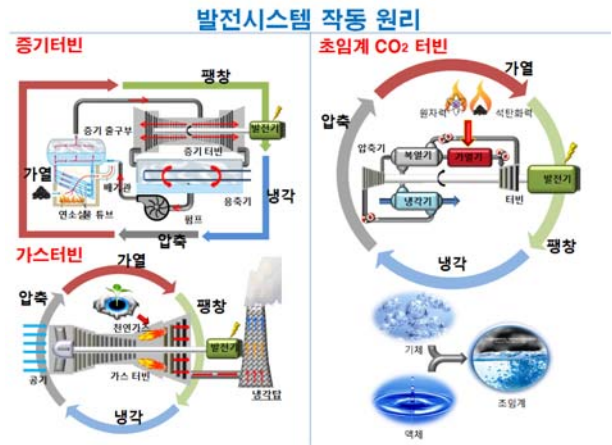 발전시스템 작동 원리
증기터빈
팽창
발전기
증기 출구부
증기 터빈
가열
배기관
연소실
튜브
펌프
응축기
냉각
압축
가스터빈
가열
압축
팽창
천연가스
발전기
공기
가스 터빈
냉각탑
냉각
초임계 CO₂ 터빈
가열
원자력
석탄화력
압축
압축기
복열기
가열기
발전기
냉각기
터빈
팽창
냉각
기체
초임계
액체